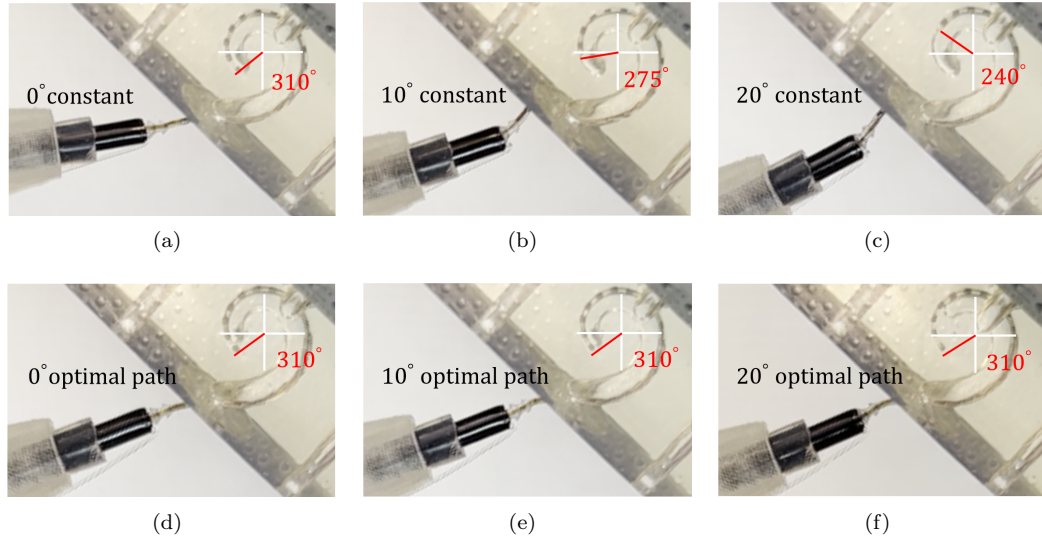 0° constant
310°
(a)
10° constant
275°
(b)
20° constant
240°
(c)
0° optimal path
310°
(d)
10° optimal path
310°
(e)
20° optimal path
310°
(f)